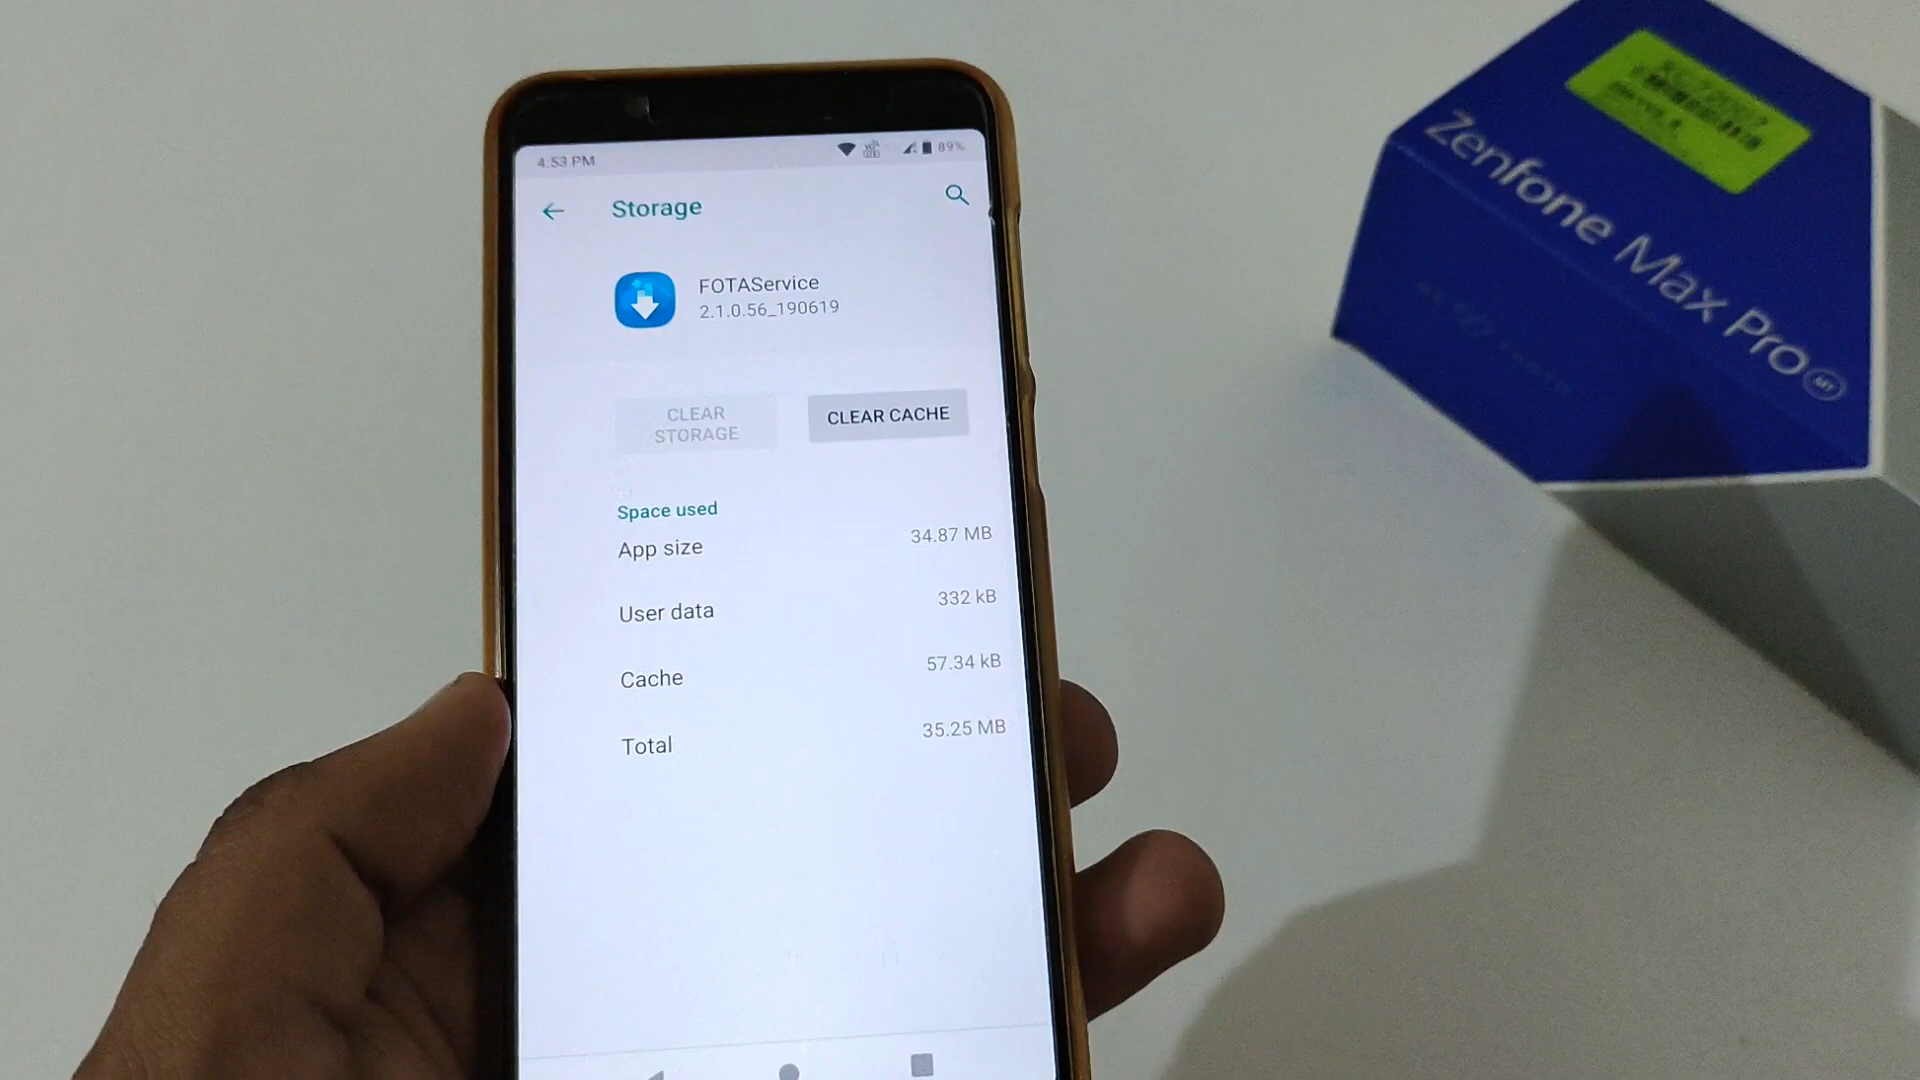 4:53 PM
89%
Storage
FOTAService
2.1.0.56_190619
CLEAR
STORAGE
CLEAR CACHE
Space used
App size
34.87 MB
User data
332 kB
Cache
57.34 kB
Total
35.25 MB
Zenfone Max Pro M1